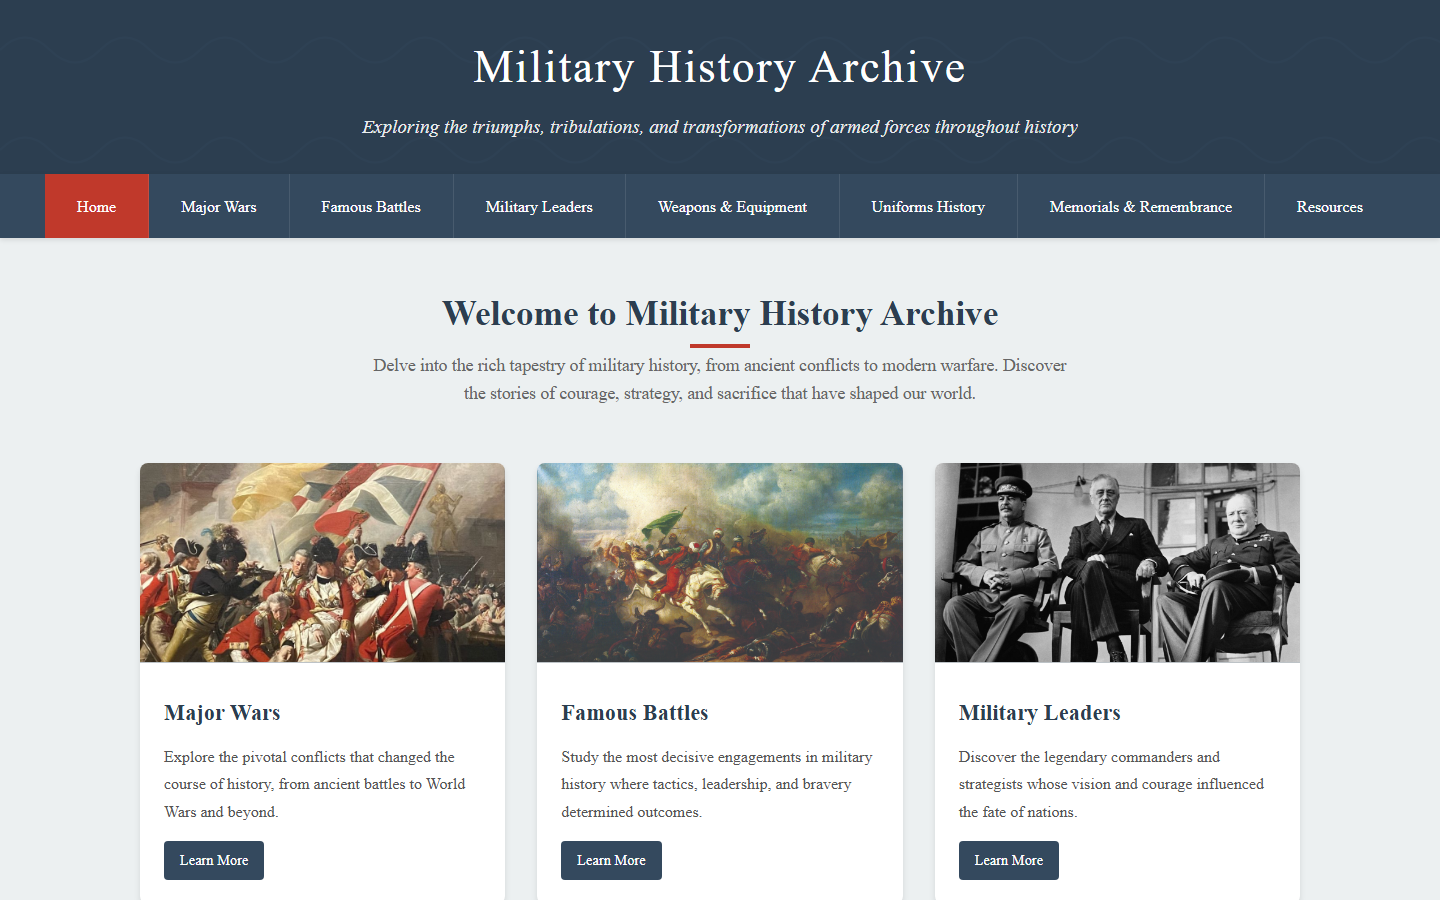 Military History Archive
Exploring the triumphs, tribulations, and transformations of armed forces throughout history
Home
Major Wars
Famous Battles
Military Leaders
Weapons & Equipment
Uniforms History
Memorials & Remembrance
Resources
Welcome to Military History Archive
Delve into the rich tapestry of military history, from ancient conflicts to modern warfare. Discover
the stories of courage, strategy, and sacrifice that have shaped our world.
Major Wars
Explore the pivotal conflicts that changed the
course of history, from ancient battles to World
Wars and beyond.
Learn More
Famous Battles
Study the most decisive engagements in military
history where tactics, leadership, and bravery
determined outcomes.
Learn More
Military Leaders
Discover the legendary commanders and
strategists whose vision and courage influenced
the fate of nations.
Learn More